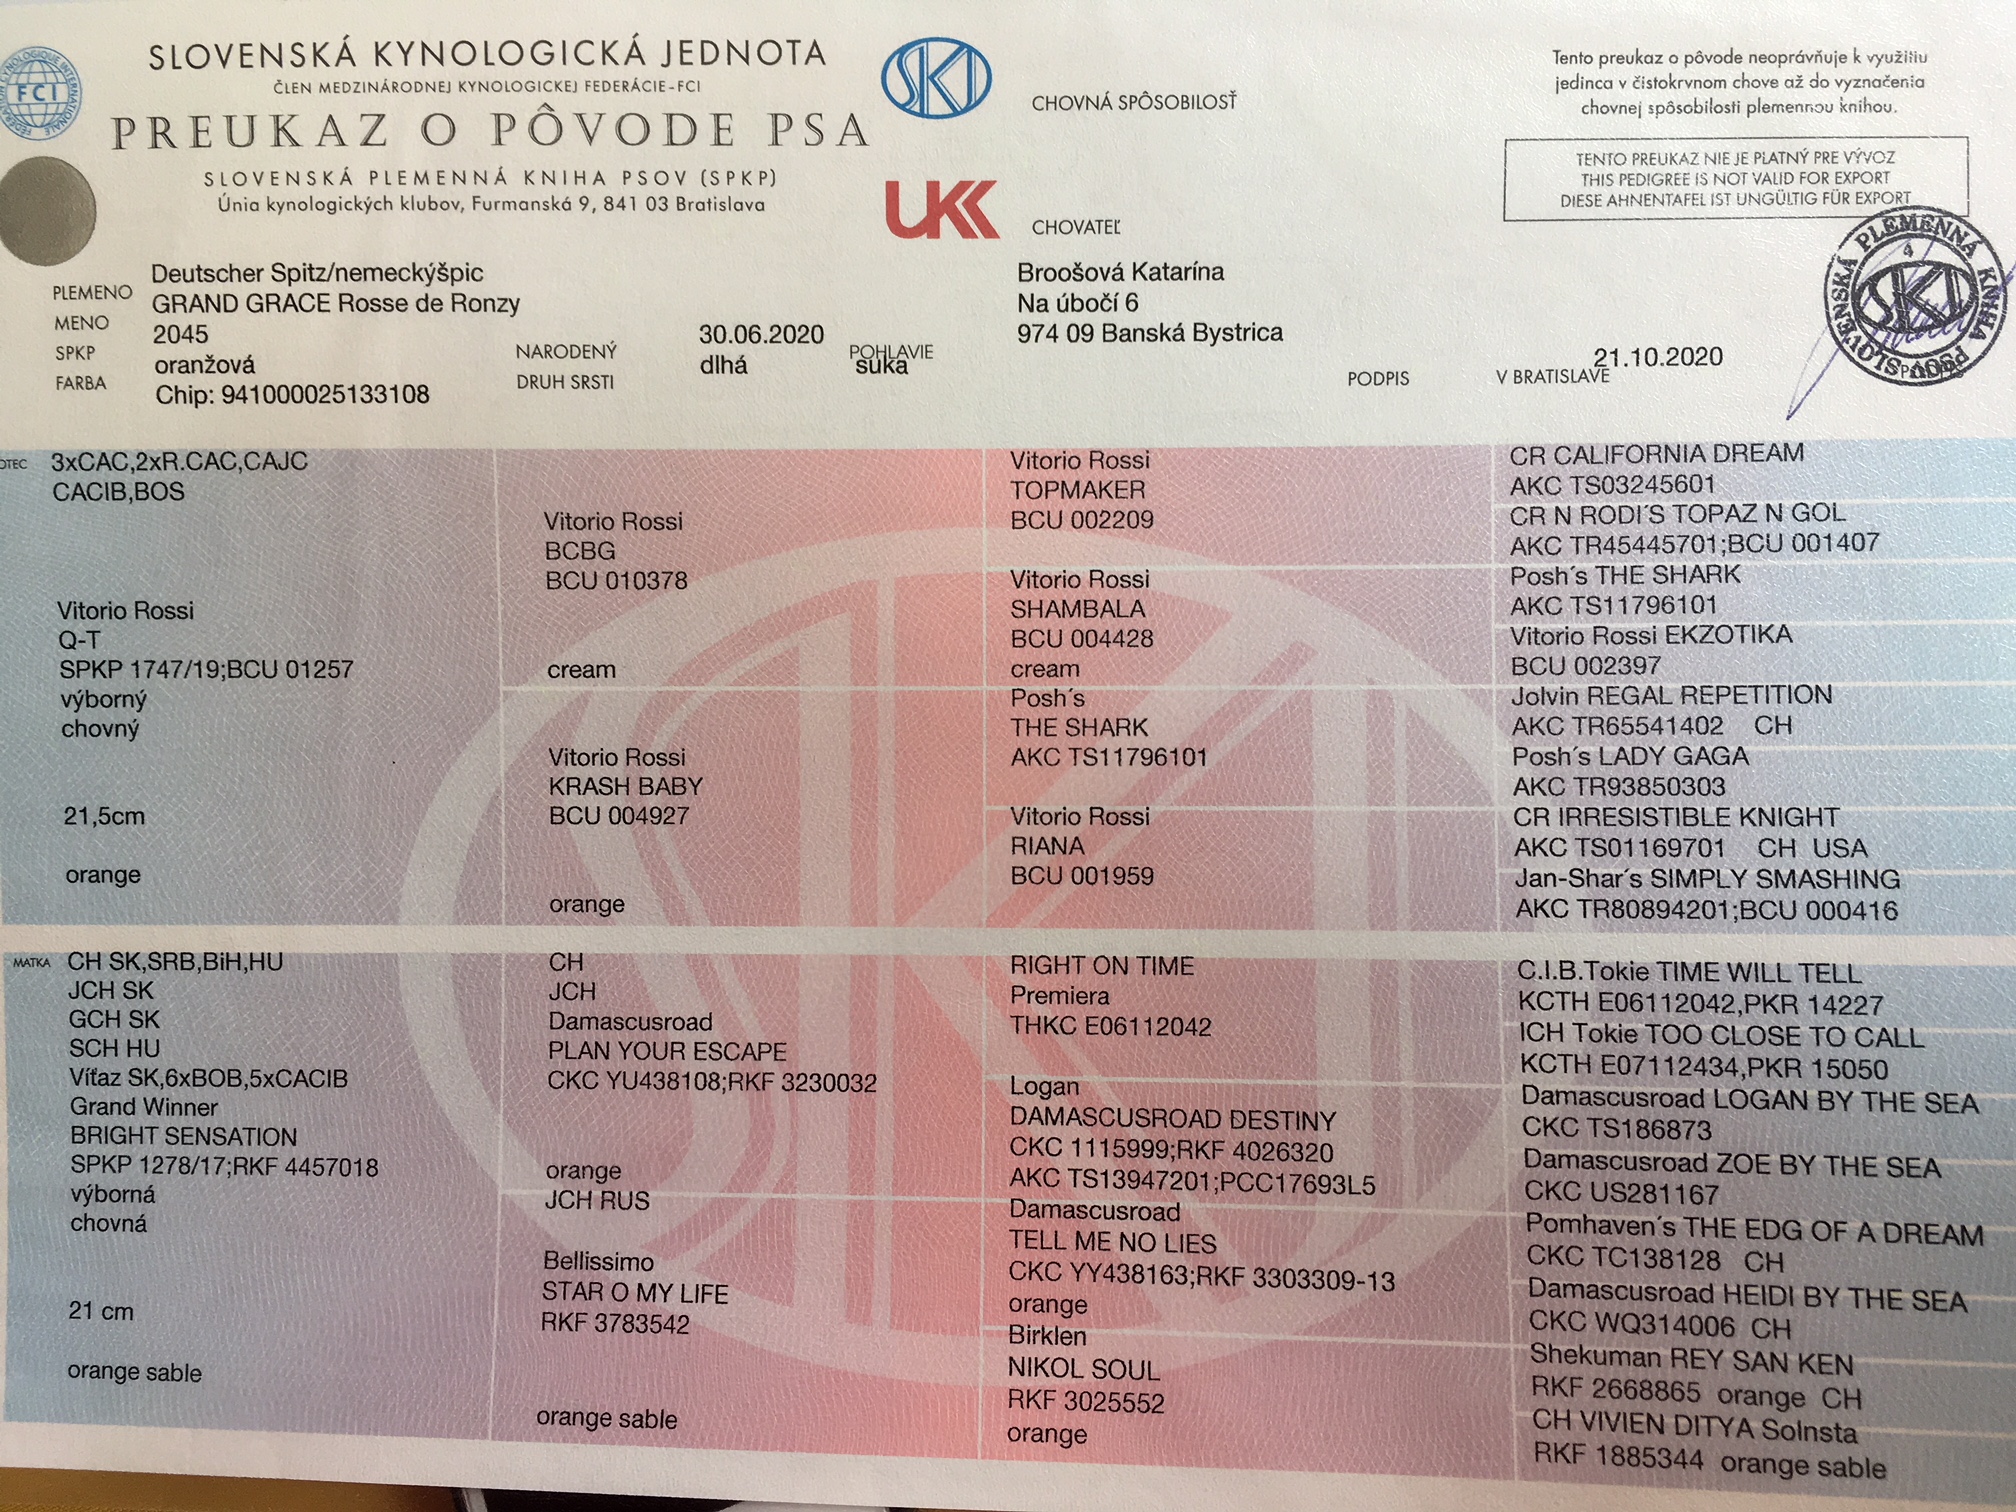 SLOVENSKÁ KYNOLOGICKÁ JEDNOTA
ČLEN MEDZINÁRODNEJ KYNOLOGICKEJ FEDERÁCIE-FCI
PREUKAZ O PÔVODE PSA
SLOVENSKÁ PLEMENNÁ KNIHA PSOV (SPKP)
Únia kynologických klubov, Furmanská 9, 841 03 Bratislava
FCI
SKJ
UKK
CHOVNÁ SPÔSOBILOSŤ
CHOVATEĽ
Tento preukaz o pôvode neoprávňuje k využitiu
jedinca v čistokrvnom chove až do vyznačenia
chovnej spôsobilosti plemennou knihou.
TENTO PREUKAZ NIE JE PLATNÝ PRE VÝVOZ
THIS PEDIGREE IS NOT VALID FOR EXPORT
DIESE AHNENTAFEL IST UNGÜLTIG FÜR EXPORT
SLOVENSKÁ PLEMENNÁ KNIHA PSOV
4
SKJ
PLEMENO Deutscher Spitz/nemeckýšpic
MENO GRAND GRACE Rosse de Ronzy
SPKP 2045
FARBA oranžová
Chip: 941000025133108
NARODENÝ 30.06.2020
DRUH SRSTI dlhá
POHLAVIE suka
Broošová Katarína
Na úbočí 6
974 09 Banská Bystrica
PODPIS
V BRATISLAVE 21.10.2020
OTEC 3xCAC,2xR.CAC,CAJC
CACIB,BOS
Vitorio Rossi
Q-T
SPKP 1747/19;BCU 01257
výborný
chovný
21,5cm
orange
Vitorio Rossi
BCBG
BCU 010378
cream
Vitorio Rossi
KRASH BABY
BCU 004927
orange
Vitorio Rossi
TOPMAKER
BCU 002209
Vitorio Rossi
SHAMBALA
BCU 004428
cream
Posh´s
THE SHARK
AKC TS11796101
Vitorio Rossi
RIANA
BCU 001959
CR CALIFORNIA DREAM
AKC TS03245601
CR N RODI´S TOPAZ N GOL
AKC TR45445701;BCU 001407
Posh´s THE SHARK
AKC TS11796101
Vitorio Rossi EKZOTIKA
BCU 002397
Jolvin REGAL REPETITION
AKC TR65541402 CH
Posh´s LADY GAGA
AKC TR93850303
CR IRRESISTIBLE KNIGHT
AKC TS01169701 CH USA
Jan-Shar´s SIMPLY SMASHING
AKC TR80894201;BCU 000416
MATKA CH SK,SRB,BiH,HU
JCH SK
GCH SK
SCH HU
Víťaz SK,6xBOB,5xCACIB
Grand Winner
BRIGHT SENSATION
SPKP 1278/17;RKF 4457018
výborná
chovná
21 cm
orange sable
CH
JCH
Damascusroad
PLAN YOUR ESCAPE
CKC YU438108;RKF 3230032
orange
JCH RUS
Bellissimo
STAR O MY LIFE
RKF 3783542
orange sable
RIGHT ON TIME
Premiera
THKC E06112042
Logan
DAMASCUSROAD DESTINY
CKC 1115999;RKF 4026320
AKC TS13947201;PCC17693L5
Damascusroad
TELL ME NO LIES
CKC YY438163;RKF 3303309-13
orange
Birklen
NIKOL SOUL
RKF 3025552
orange
C.I.B.Tokie TIME WILL TELL
KCTH E06112042,PKR 14227
ICH Tokie TOO CLOSE TO CALL
KCTH E07112434,PKR 15050
Damascusroad LOGAN BY THE SEA
CKC TS186873
Damascusroad ZOE BY THE SEA
CKC US281167
Pomhaven´s THE EDG OF A DREAM
CKC TC138128 CH
Damascusroad HEIDI BY THE SEA
CKC WQ314006 CH
Shekuman REY SAN KEN
RKF 2668865 orange CH
CH VIVIEN DITYA Solnsta
RKF 1885344 orange sable